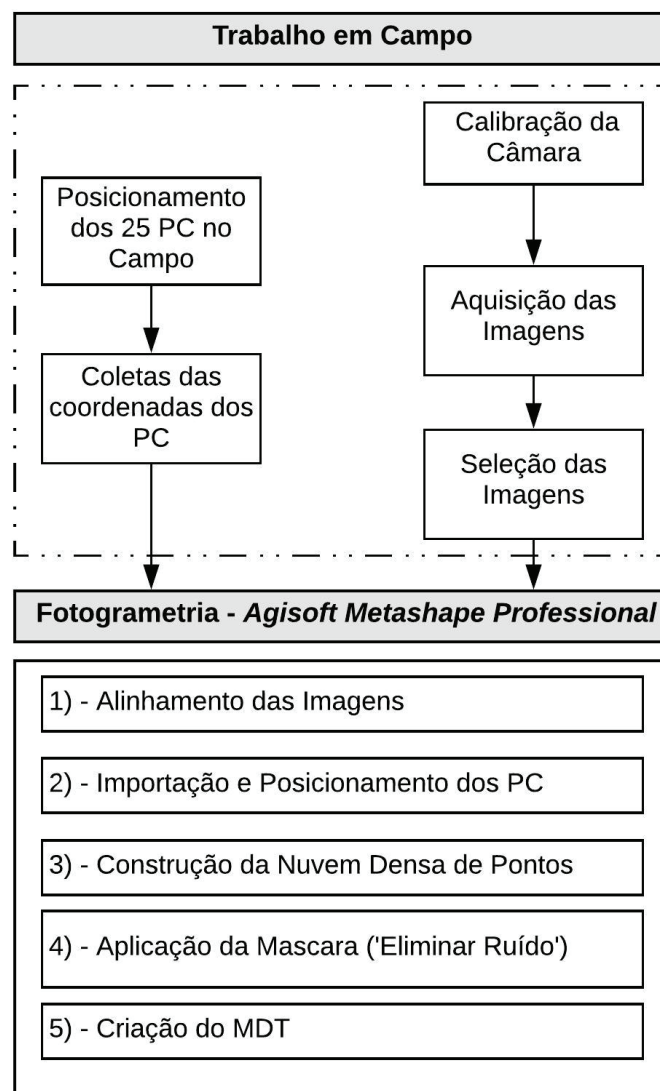 Trabalho em Campo
Posicionamento
dos 25 PC no
Campo
Coletas das
coordenadas dos
PC
Calibração da
Câmara
Aquisição das
Imagens
Seleção das
Imagens
Fotogrametria - Agisoft Metashape Professional
1) - Alinhamento das Imagens
2) - Importação e Posicionamento dos PC
3) - Construção da Nuvem Densa de Pontos
4) - Aplicação da Mascara ('Eliminar Ruído')
5) - Criação do MDT